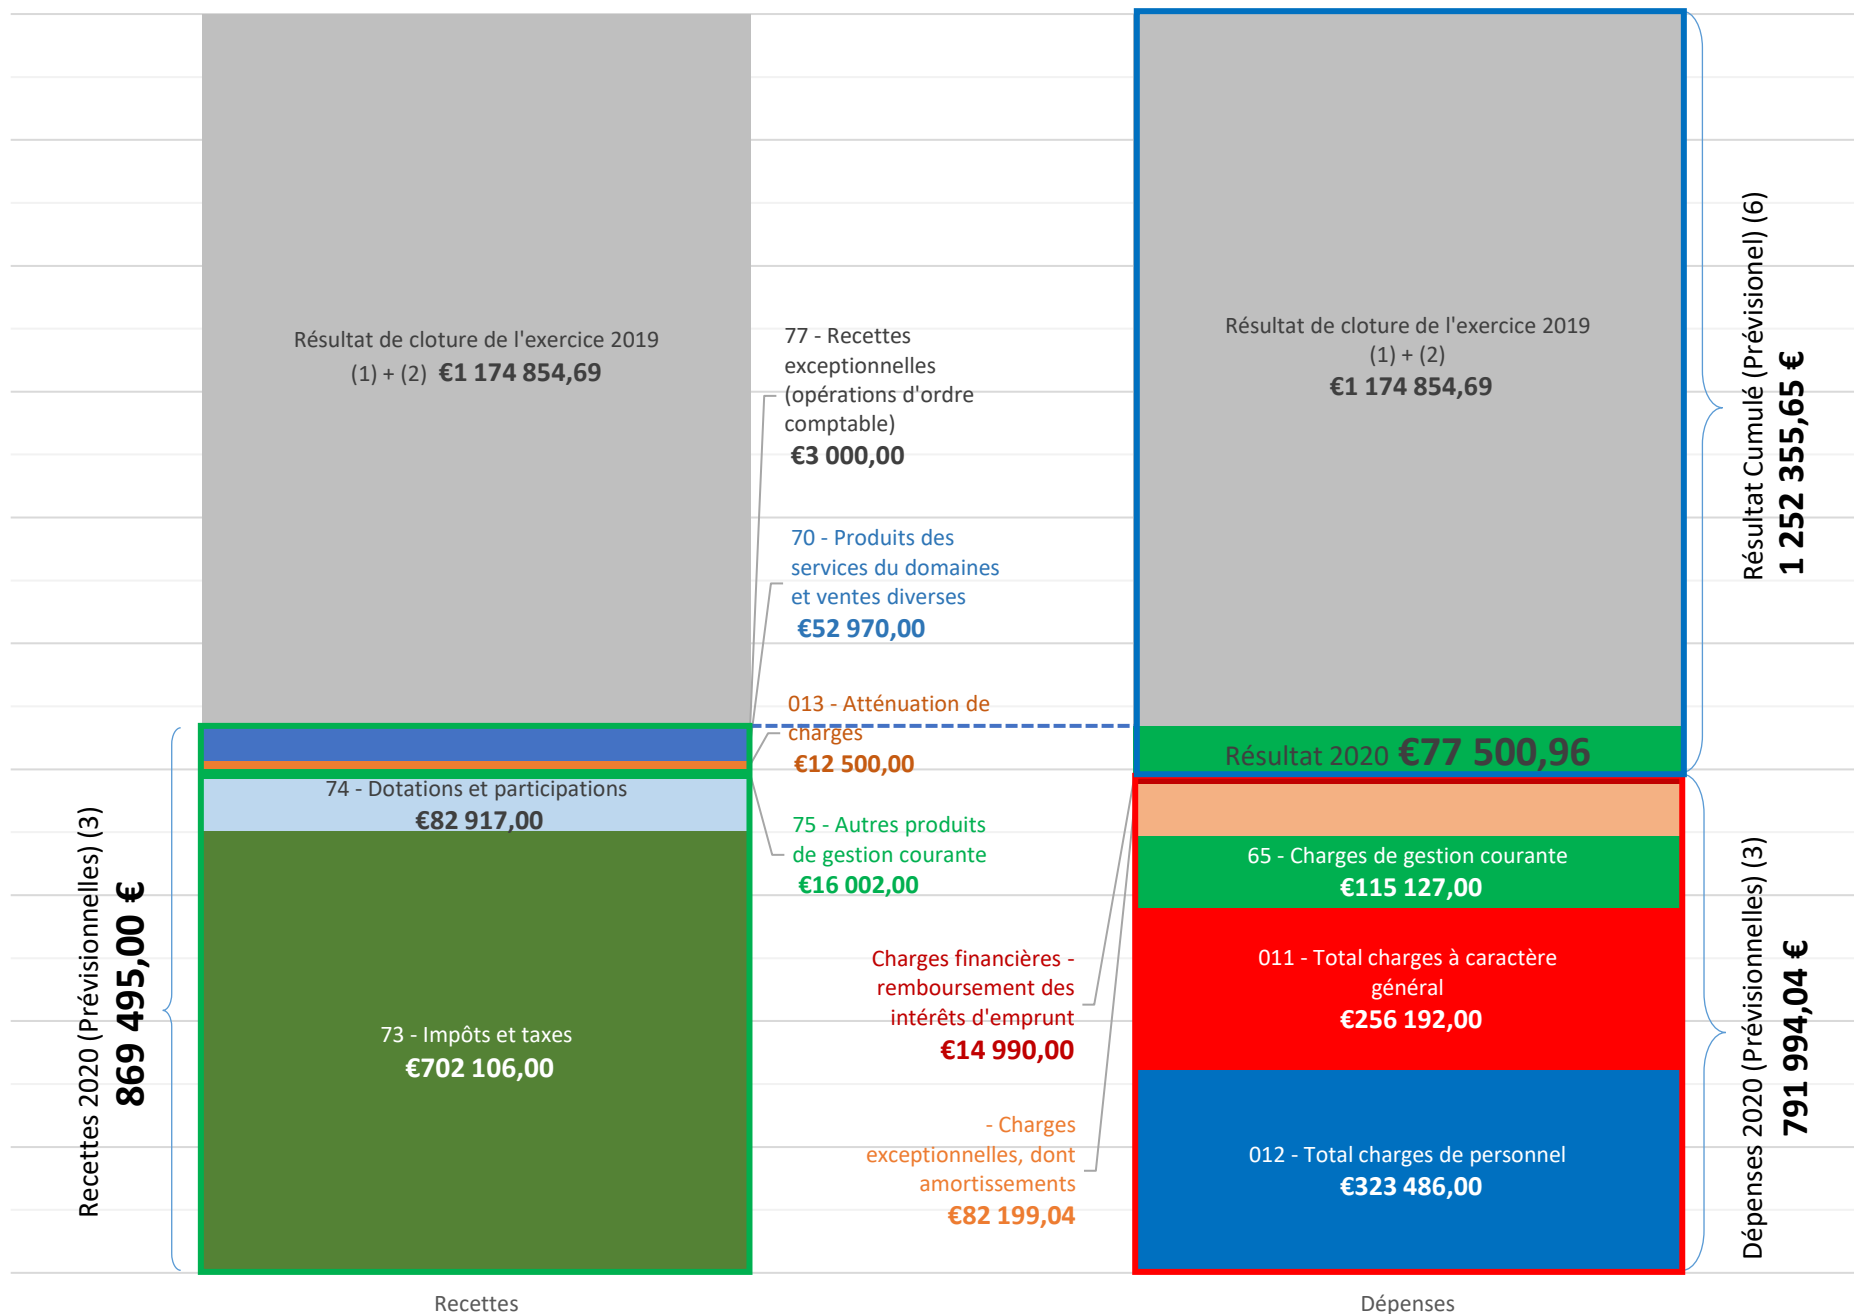 Résultat de cloture de l'exercice 2019
(1) + (2) €1 174 854,69
77 - Recettes
exceptionnelles
(opérations d'ordre
comptable)
€3 000,00
70 - Produits des
services du domaines
et ventes diverses
€52 970,00
013 - Atténuation de
charges
€12 500,00
74 - Dotations et participations
€82 917,00
75 - Autres produits
de gestion courante
€16 002,00
73 - Impôts et taxes
€702 106,00
Recettes 2020 (Prévisionnelles) (3)
869 495,00 €
Résultat de cloture de l'exercice 2019
(1) + (2)
€1 174 854,69
Résultat 2020 €77 500,96
65 - Charges de gestion courante
€115 127,00
Charges financières -
remboursement des
intérêts d'emprunt
€14 990,00
011 - Total charges à caractère
général
€256 192,00
- Charges
exceptionnelles, dont
amortissements
€82 199,04
012 - Total charges de personnel
€323 486,00
Résultat Cumulé (Prévisionel) (6)
1 252 355,65 €
Dépenses 2020 (Prévisionnelles) (3)
791 994,04 €
Recettes
Dépenses